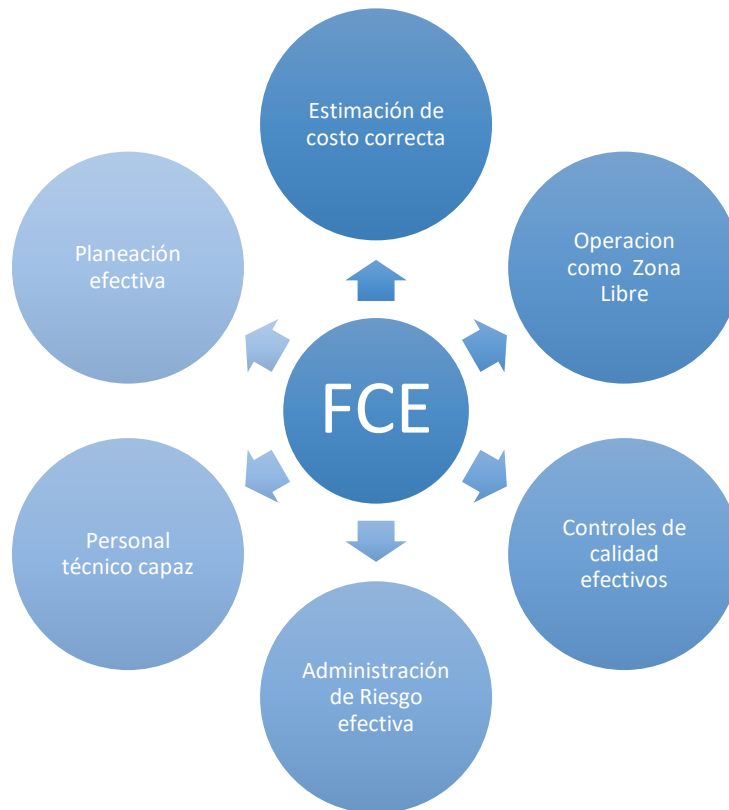 Estimación de
costo correcta
Operacion
como Zona
Libre
Controles de
calidad
efectivos
Administración
de Riesgo
efectiva
Personal
técnico capaz
Planeación
efectiva
FCE